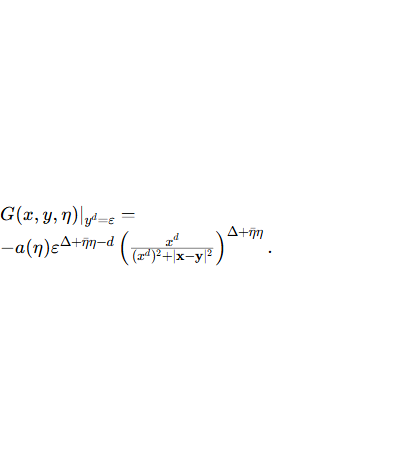 G(x, y, η)|_{y^d=ε} =
−a(η)ε^{Δ+η̄η−d} (x^d / ((x^d)^2+|𝐱−𝐲|^2))^{Δ+η̄η} .